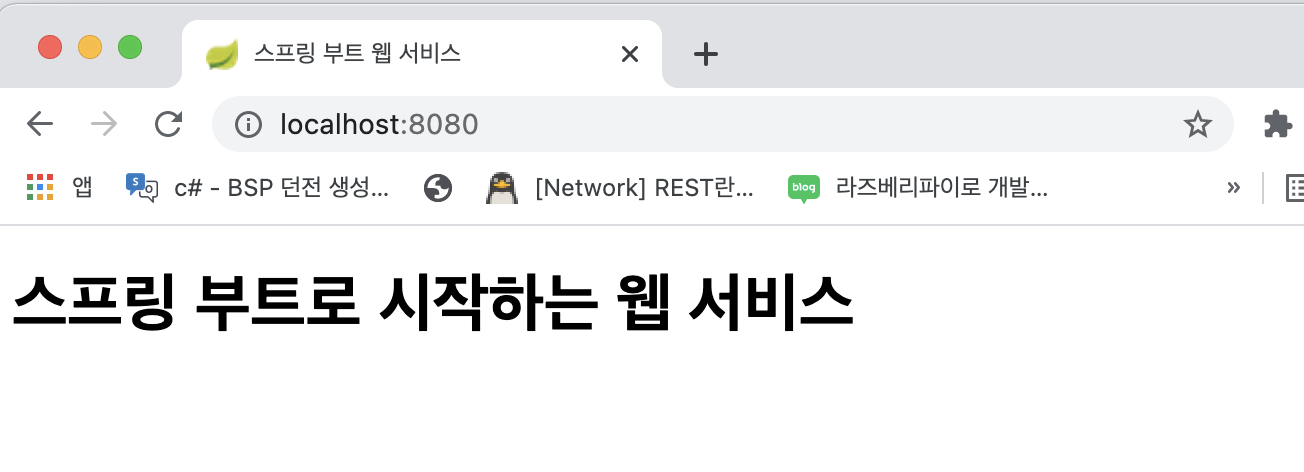 스프링 부트 웹 서비스
localhost:8080
앱 c# - BSP 던전 생성... [Network] REST란... blog 라즈베리파이로 개발...
스프링 부트로 시작하는 웹 서비스